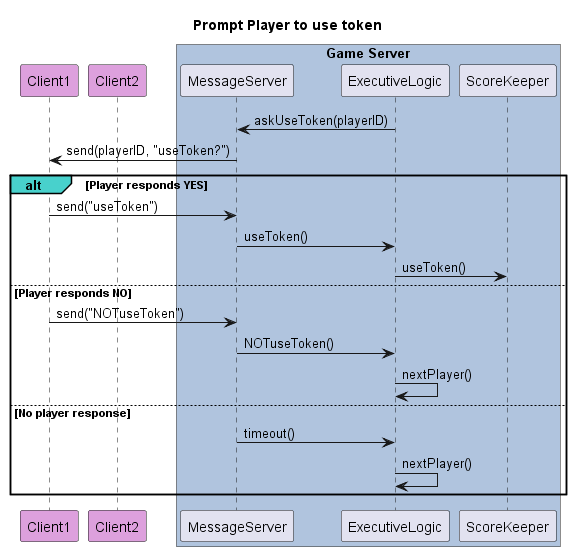 Prompt Player to use token
Game Server
Client1 Client2 MessageServer ExecutiveLogic ScoreKeeper
askUseToken(playerID)
send(playerID, "useToken?")
alt [Player responds YES]
send("useToken")
useToken()
useToken()
[Player responds NO]
send("NOTuseToken")
NOTuseToken()
nextPlayer()
[No player response]
timeout()
nextPlayer()
Client1 Client2 MessageServer ExecutiveLogic ScoreKeeper